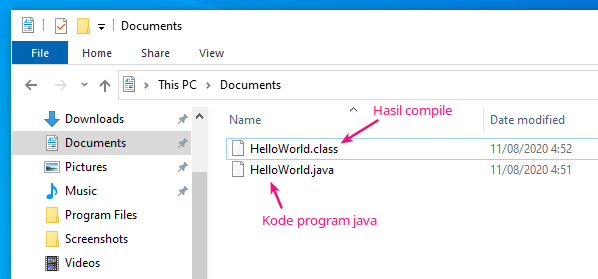 Documents
File Home Share View
This PC Documents
Downloads
Documents
Pictures
Music
Program Files
Screenshots
Videos
Hasil compile
Name Date modified
HelloWorld.class 11/08/2020 4:52
HelloWorld.java 11/08/2020 4:51
Kode program java